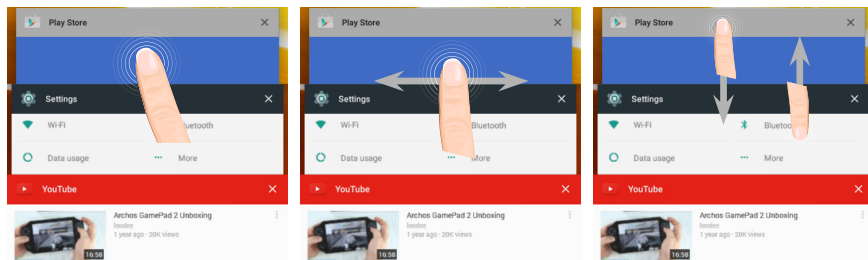 Play Store
Settings
Wi-Fi
Bluetooth
Data usage
More
YouTube
Archos GamePad 2 Unboxing
1 year ago · 20K views
16:58
Play Store
Settings
Wi-Fi
Bluetooth
Data usage
More
YouTube
Archos GamePad 2 Unboxing
1 year ago · 20K views
16:58
Play Store
Settings
Wi-Fi
Bluetooth
Data usage
More
YouTube
Archos GamePad 2 Unboxing
1 year ago · 20K views
16:58